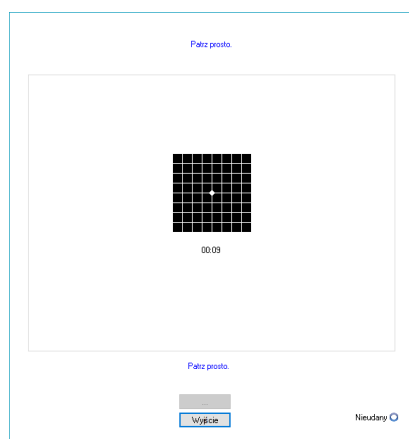 Patrz prosto.
00:09
Patrz prosto.
...
Wyjście
Nieudany